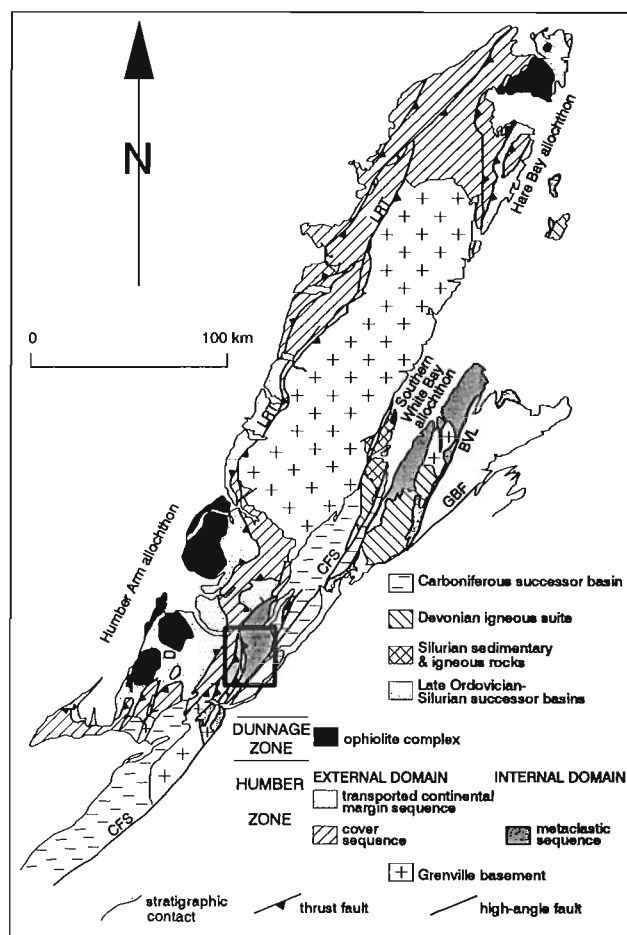 N
0
100 km
LRT
Hare Bay allochthon
LRT
Southern
White Bay
allochthon
BVL
GBF
CFS
Humber Arm allochthon
CFS
Carboniferous successor basin
Devonian igneous suite
Silurian sedimentary
& igneous rocks
Late Ordovician-
Silurian successor basins
DUNNAGE
ZONE
ophiolite complex
HUMBER
ZONE
EXTERNAL DOMAIN
transported continental
margin sequence
cover
sequence
INTERNAL DOMAIN
metaclastic
sequence
Grenville basement
stratigraphic
contact
thrust fault
high-angle fault